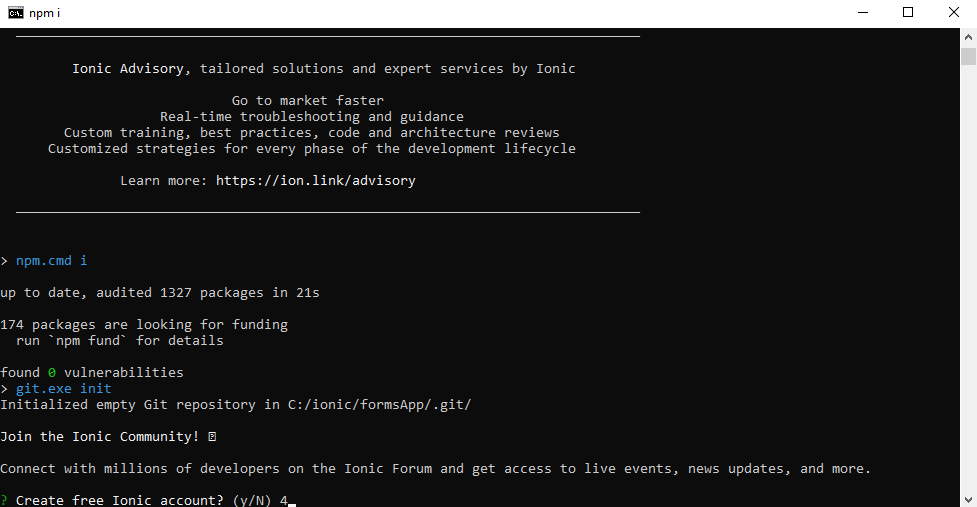 npm i
Ionic Advisory, tailored solutions and expert services by Ionic
Go to market faster
Real-time troubleshooting and guidance
Custom training, best practices, code and architecture reviews
Customized strategies for every phase of the development lifecycle
Learn more: https://ion.link/advisory
> npm.cmd i
up to date, audited 1327 packages in 21s
174 packages are looking for funding
run `npm fund` for details
found 0 vulnerabilities
> git.exe init
Initialized empty Git repository in C:/ionic/formsApp/.git/
Join the Ionic Community! ⍰
Connect with millions of developers on the Ionic Forum and get access to live events, news updates, and more.
? Create free Ionic account? (y/N) 4